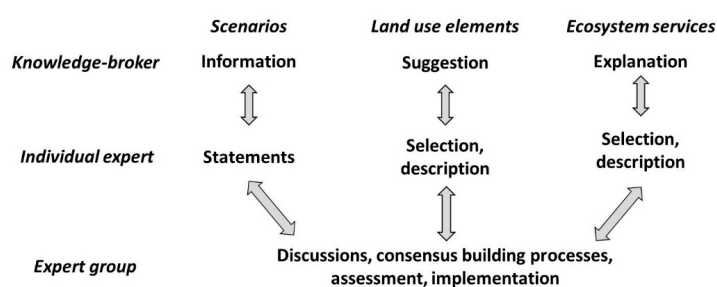 Scenarios Land use elements Ecosystem services
Knowledge-broker Information Suggestion Explanation
Individual expert Statements Selection, description Selection, description
Expert group Discussions, consensus building processes,
assessment, implementation